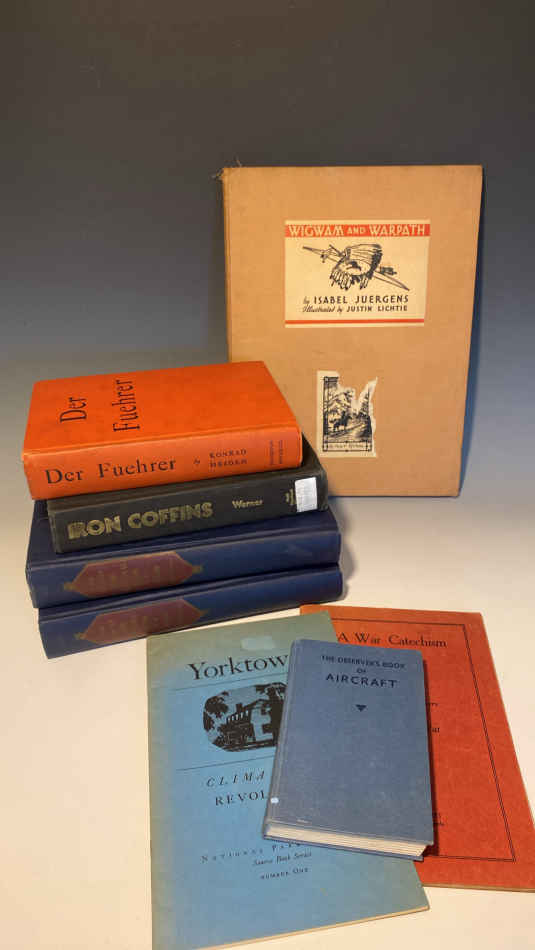 WIGWAM AND WARPATH
by ISABEL JUERGENS
Illustrated by JUSTIN LICHTIE
Der
Fuehrer
Der Fuehrer by KONRAD
HEIDEN
IRON COFFINS Werner
Yorktow
CLIMA
REVOL
NATIONAL PARK
Source Book Series
NUMBER ONE
THE OBSERVER'S BOOK
OF
AIRCRAFT
A War Catechism